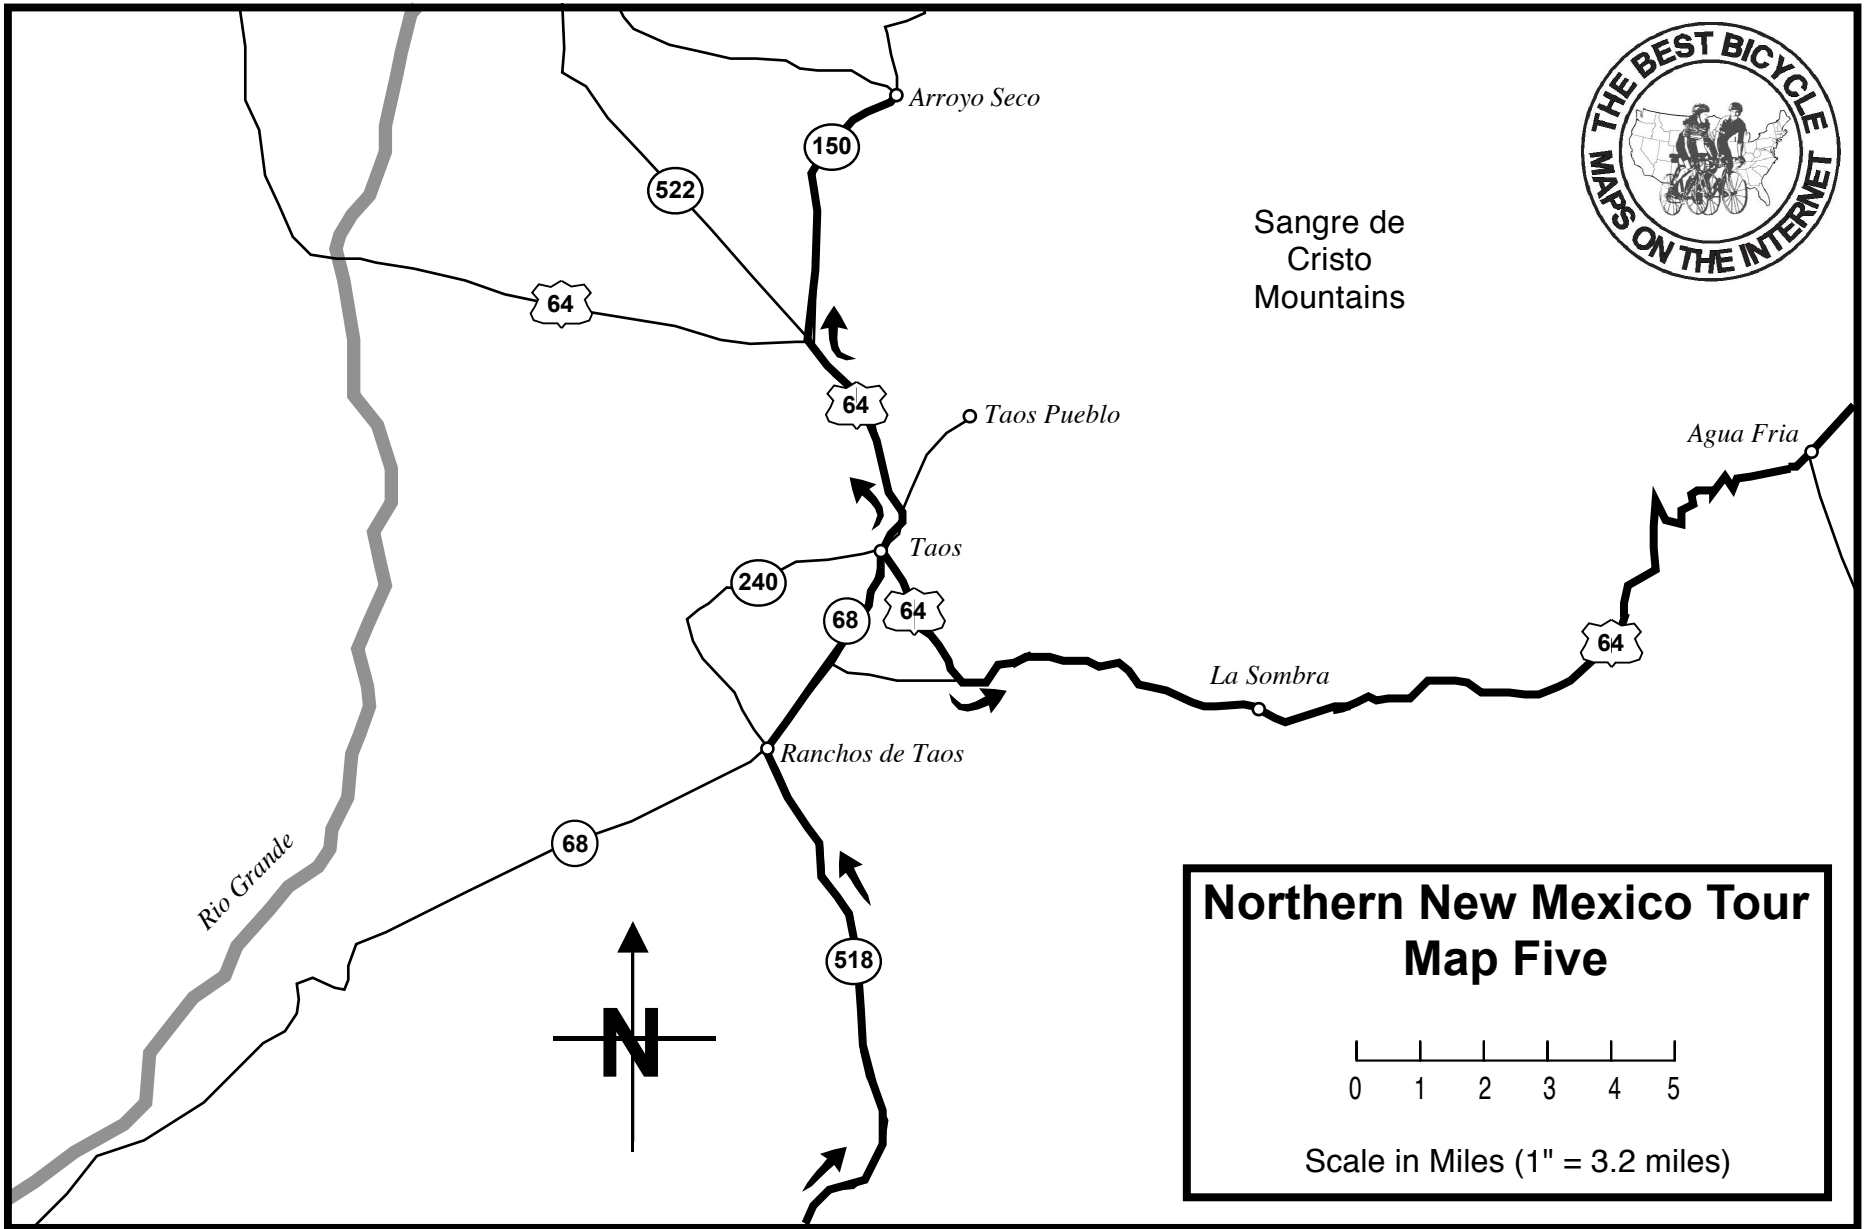 THE BEST BICYCLE
MAPS ON THE INTERNET
Arroyo Seco
150
522
Sangre de
Cristo
Mountains
64
64
Taos Pueblo
Agua Fria
Taos
240
68
64
64
La Sombra
Ranchos de Taos
68
Rio Grande
518
N
Northern New Mexico Tour
Map Five
0 1 2 3 4 5
Scale in Miles (1" = 3.2 miles)